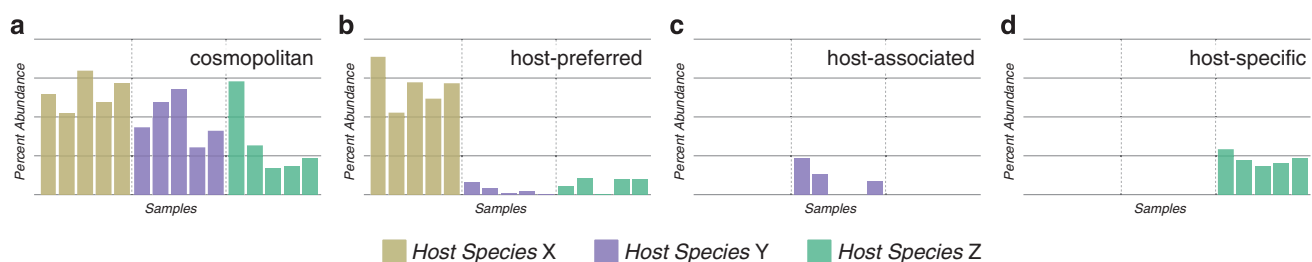 a
cosmopolitan
Percent Abundance
Samples
b
host-preferred
Percent Abundance
Samples
c
host-associated
Percent Abundance
Samples
d
host-specific
Percent Abundance
Samples
Host Species X
Host Species Y
Host Species Z